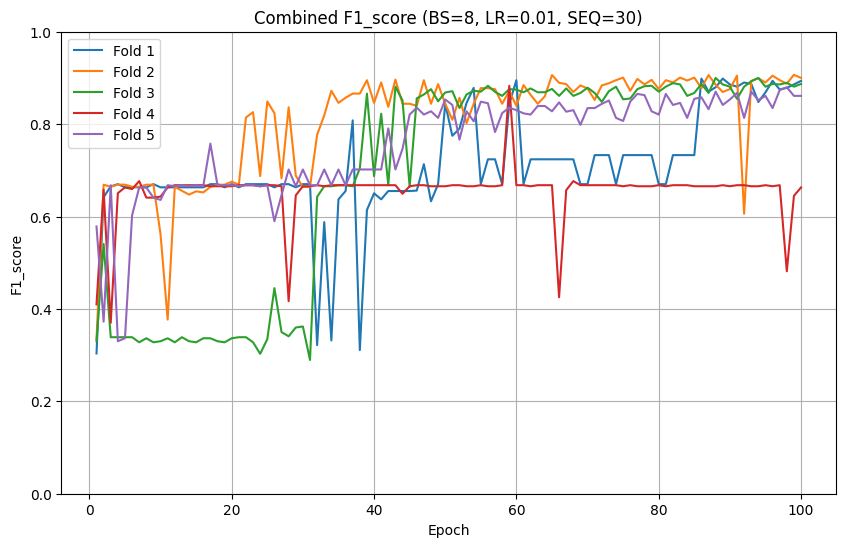 Combined F1_score (BS=8, LR=0.01, SEQ=30)
1.0
0.8
0.6
0.4
0.2
0.0
F1_score
Fold 1
Fold 2
Fold 3
Fold 4
Fold 5
0
20
40
60
80
100
Epoch